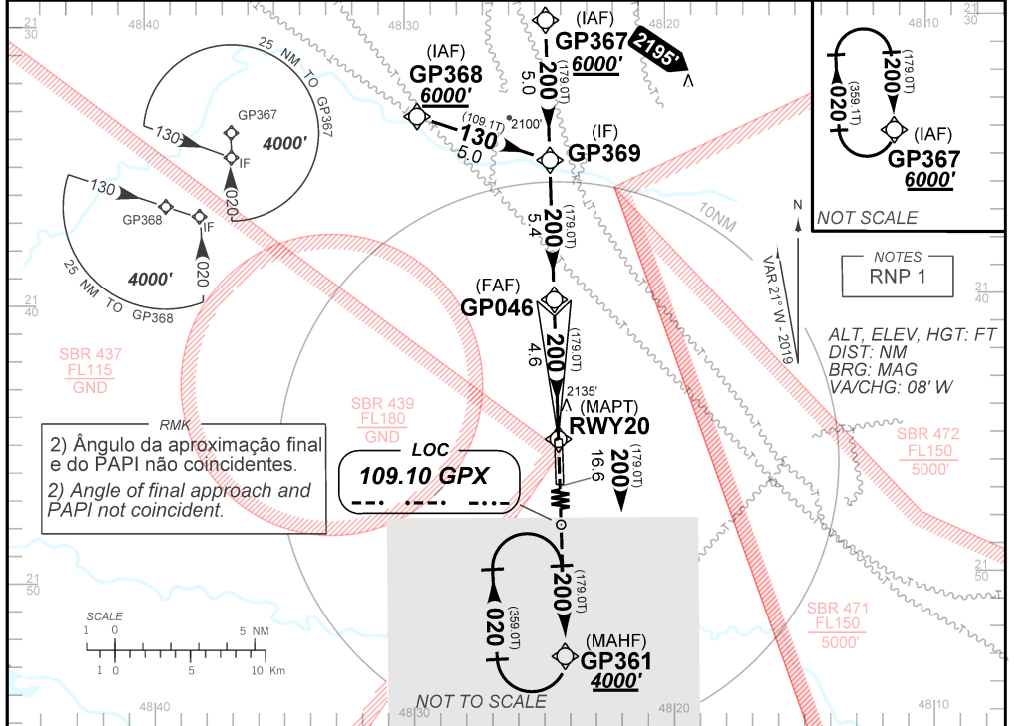 21
30
48|40
48|30
48|20
48|10
21
30
25 NM TO GP367
GP367
4000'
130
IF
020
130
GP368
IF
4000'
020
25 NM TO GP368
(IAF)
GP368
6000'
(IAF)
GP367
6000'
2195'
200
(179.0T)
5.0
(109.1T)
130
5.0
2100'
(IF)
GP369
200
(179.0T)
5.4
10NM
(359.1T)
020
200
(179.0T)
(IAF)
GP367
6000'
NOT SCALE
N
VAR 21° W - 2019
NOTES
RNP 1
21
40
21
40
(FAF)
GP046
200
(179.0T)
4.6
ALT, ELEV, HGT: FT
DIST: NM
BRG: MAG
VA/CHG: 08' W
SBR 437
FL115
GND
SBR 439
FL180
GND
2135'
(MAPT)
RWY20
200
(179.0T)
16.6
SBR 472
FL150
5000'
RMK
2) Ângulo da aproximação final
e do PAPI não coincidentes.
2) Angle of final approach and
PAPI not coincident.
LOC
109.10 GPX
21
50
21
50
020
(359.0T)
200
(179.0T)
(MAHF)
GP361
4000'
NOT TO SCALE
SBR 471
FL150
5000'
SCALE
1 0 5 NM
1 0 5 10 Km
48|40
48|30
48|20
48|10